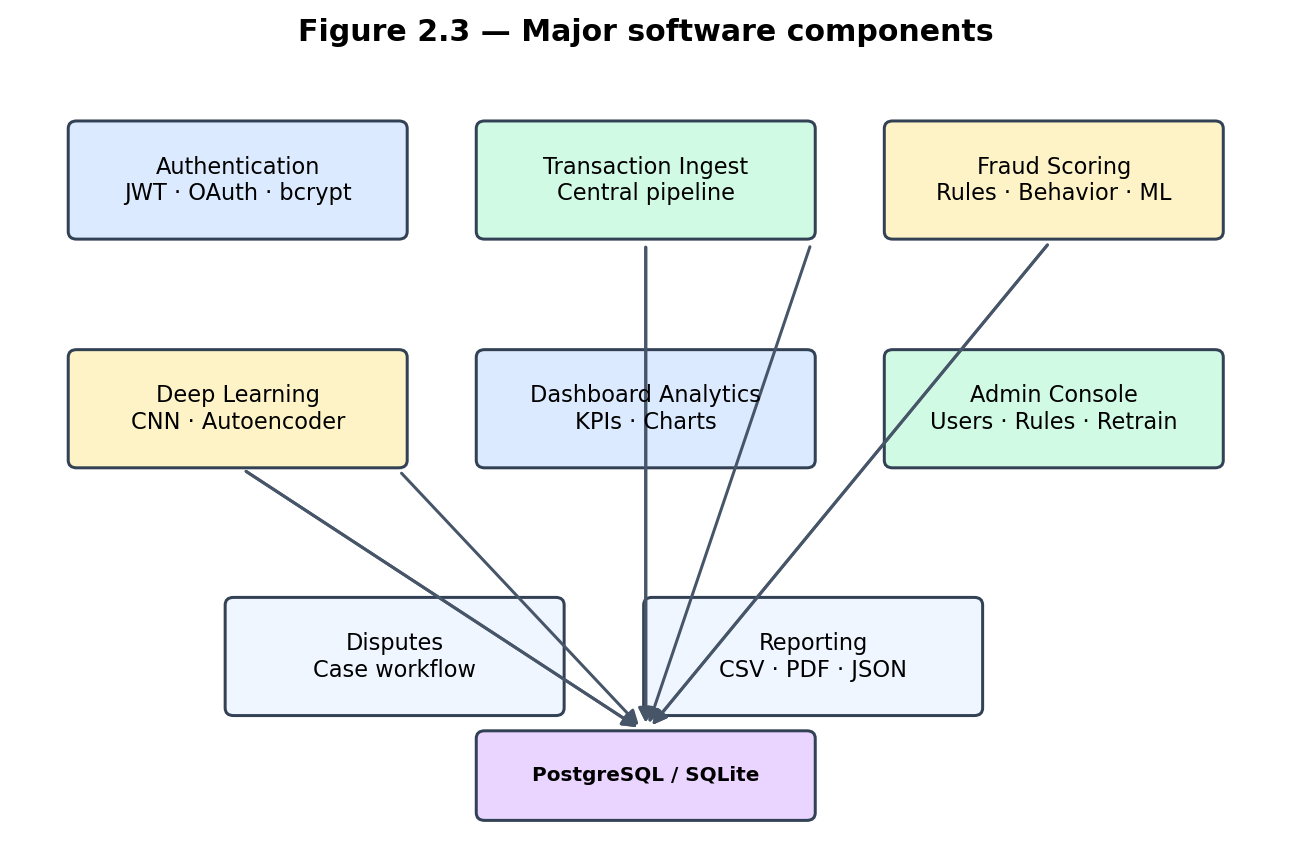 Figure 2.3 — Major software components
Authentication
JWT · OAuth · bcrypt
Transaction Ingest
Central pipeline
Fraud Scoring
Rules · Behavior · ML
Deep Learning
CNN · Autoencoder
Dashboard Analytics
KPIs · Charts
Admin Console
Users · Rules · Retrain
Disputes
Case workflow
Reporting
CSV · PDF · JSON
PostgreSQL / SQLite